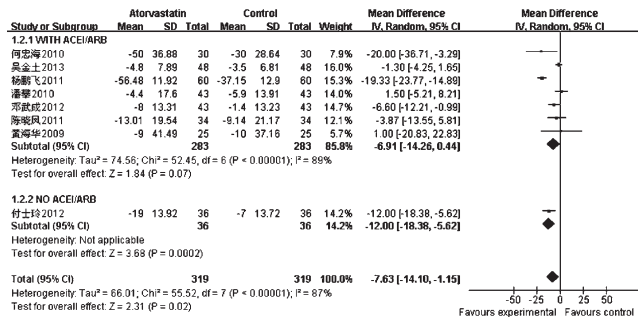 Atorvastatin Control Mean Difference Mean Difference
Study or Subgroup Mean SD Total Mean SD Total Weight IV, Random, 95% CI IV, Random, 95% CI
1.2.1 WITH ACEI/ARB
何忠海2010 -50 36.88 30 -30 28.64 30 7.9% -20.00 [-36.71, -3.29]
吴金土2013 -4.8 7.89 48 -3.5 6.81 48 15.6% -1.30 [-4.25, 1.65]
杨鹏飞2011 -56.48 11.92 60 -37.15 12.9 60 15.3% -19.33 [-23.77, -14.89]
潘攀2010 -4.4 17.6 43 -5.9 13.91 43 14.0% 1.50 [-5.21, 8.21]
邓武成2012 -8 13.31 43 -1.4 13.23 43 14.7% -6.60 [-12.21, -0.99]
陈晓凤2011 -13.01 19.54 34 -9.14 21.17 34 12.3% -3.87 [-13.55, 5.81]
黄海华2009 -9 41.49 25 -10 37.16 25 5.9% 1.00 [-20.83, 22.83]
Subtotal (95% CI) 283 283 85.8% -6.91 [-14.26, 0.44]
Heterogeneity: Tau² = 74.56; Chi² = 52.45, df = 6 (P < 0.00001); I² = 89%
Test for overall effect: Z = 1.84 (P = 0.07)
1.2.2 NO ACEI/ARB
付士玲2012 -19 13.92 36 -7 13.72 36 14.2% -12.00 [-18.38, -5.62]
Subtotal (95% CI) 36 36 14.2% -12.00 [-18.38, -5.62]
Heterogeneity: Not applicable
Test for overall effect: Z = 3.68 (P = 0.0002)
Total (95% CI) 319 319 100.0% -7.63 [-14.10, -1.15]
Heterogeneity: Tau² = 66.01; Chi² = 55.52, df = 7 (P < 0.00001); I² = 87%
Test for overall effect: Z = 2.31 (P = 0.02)
-50 -25 0 25 50
Favours experimental Favours control